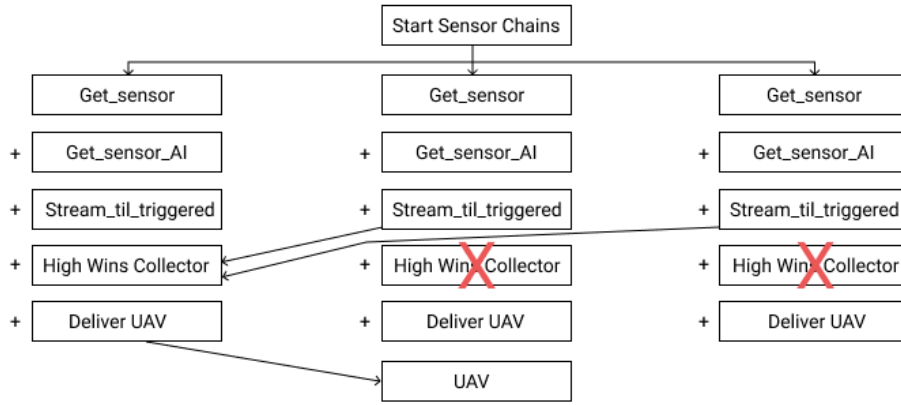 Start Sensor Chains
Get_sensor Get_sensor Get_sensor
+ Get_sensor_AI + Get_sensor_AI + Get_sensor_AI
+ Stream_til_triggered + Stream_til_triggered + Stream_til_triggered
+ High Wins Collector + High Wins Collector + High Wins Collector
+ Deliver UAV + Deliver UAV + Deliver UAV
UAV